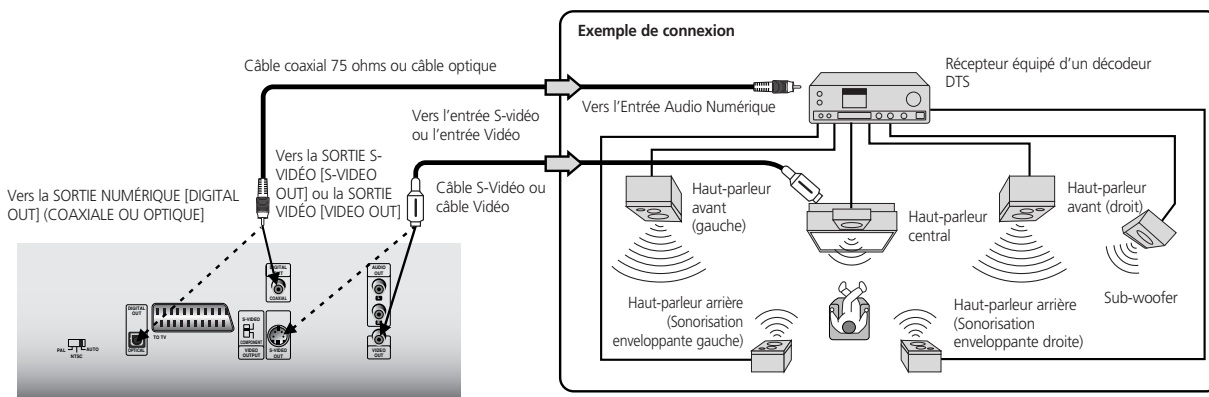 Exemple de connexion
Câble coaxial 75 ohms ou câble optique
Récepteur équipé d'un décodeur
DTS
Vers l'Entrée Audio Numérique
Vers l'entrée S-vidéo
ou l'entrée Vidéo
Vers la SORTIE S-
VIDÉO [S-VIDEO
OUT] ou la SORTIE
VIDÉO [VIDEO OUT]
Câble S-Vidéo ou
câble Vidéo
Vers la SORTIE NUMÉRIQUE [DIGITAL
OUT] (COAXIALE OU OPTIQUE]
Haut-parleur
avant
(gauche)
Haut-parleur
central
Haut-parleur
avant (droit)
Sub-woofer
Haut-parleur arrière
(Sonorisation
enveloppante gauche)
Haut-parleur arrière
(Sonorisation
enveloppante droite)
DIGITAL
OUT
COAXIAL
AUDIO
OUT
L
DIGITAL
OUT
OPTICAL
TO TV
S-VIDEO
COMPONENT
VIDEO
OUTPUT
S-VIDEO
OUT
VIDEO
OUT
PAL
AUTO
NTSC